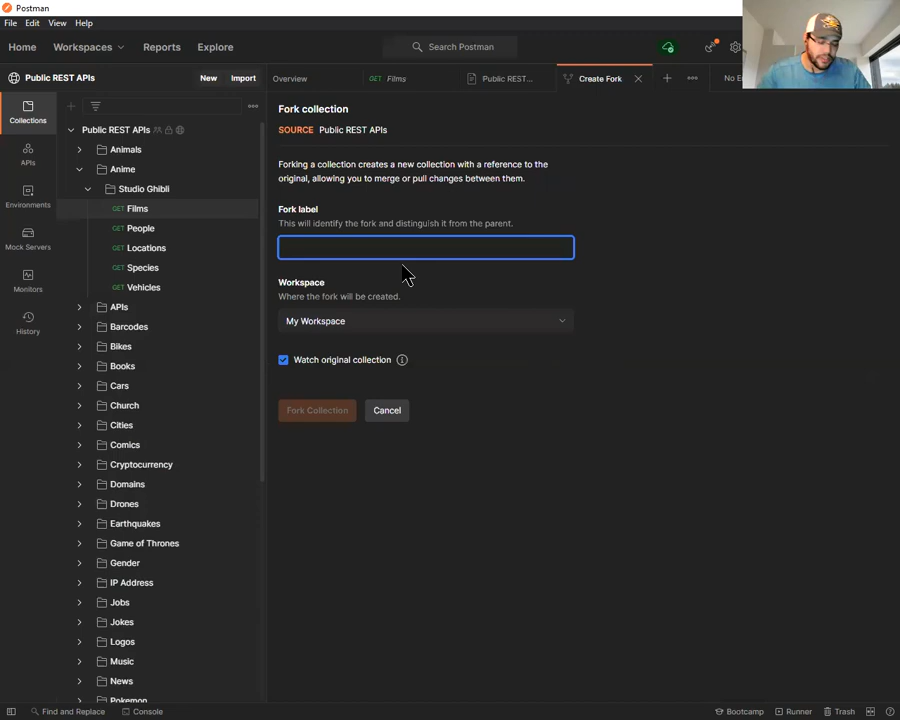 Postman
File Edit View Help
Home Workspaces Reports Explore Search Postman
Public REST APIs New Import Overview GET Films Public REST... Create Fork No E
Collections
APIs
Environments
Mock Servers
Monitors
History
Public REST APIs
Animals
Anime
Studio Ghibli
GET Films
GET People
GET Locations
GET Species
GET Vehicles
APIs
Barcodes
Bikes
Books
Cars
Church
Cities
Comics
Cryptocurrency
Domains
Drones
Earthquakes
Game of Thrones
Gender
IP Address
Jobs
Jokes
Logos
Music
News
Pokemon
Fork collection
SOURCE Public REST APIs
Forking a collection creates a new collection with a reference to the
original, allowing you to merge or pull changes between them.
Fork label
This will identify the fork and distinguish it from the parent.
Workspace
Where the fork will be created.
My Workspace
Watch original collection
Fork Collection Cancel
Find and Replace Console Bootcamp Runner Trash